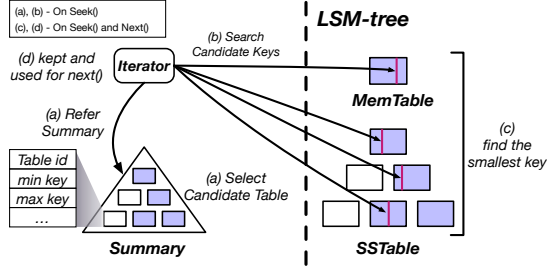 (a), (b) - On Seek()
(c), (d) - On Seek() and Next()
LSM-tree
(b) Search
Candidate Keys
(d) kept and
used for next()
Iterator
MemTable
(a) Refer
Summary
(c)
find the
smallest key
Table id
min key
max key
...
(a) Select
Candidate Table
Summary
SSTable